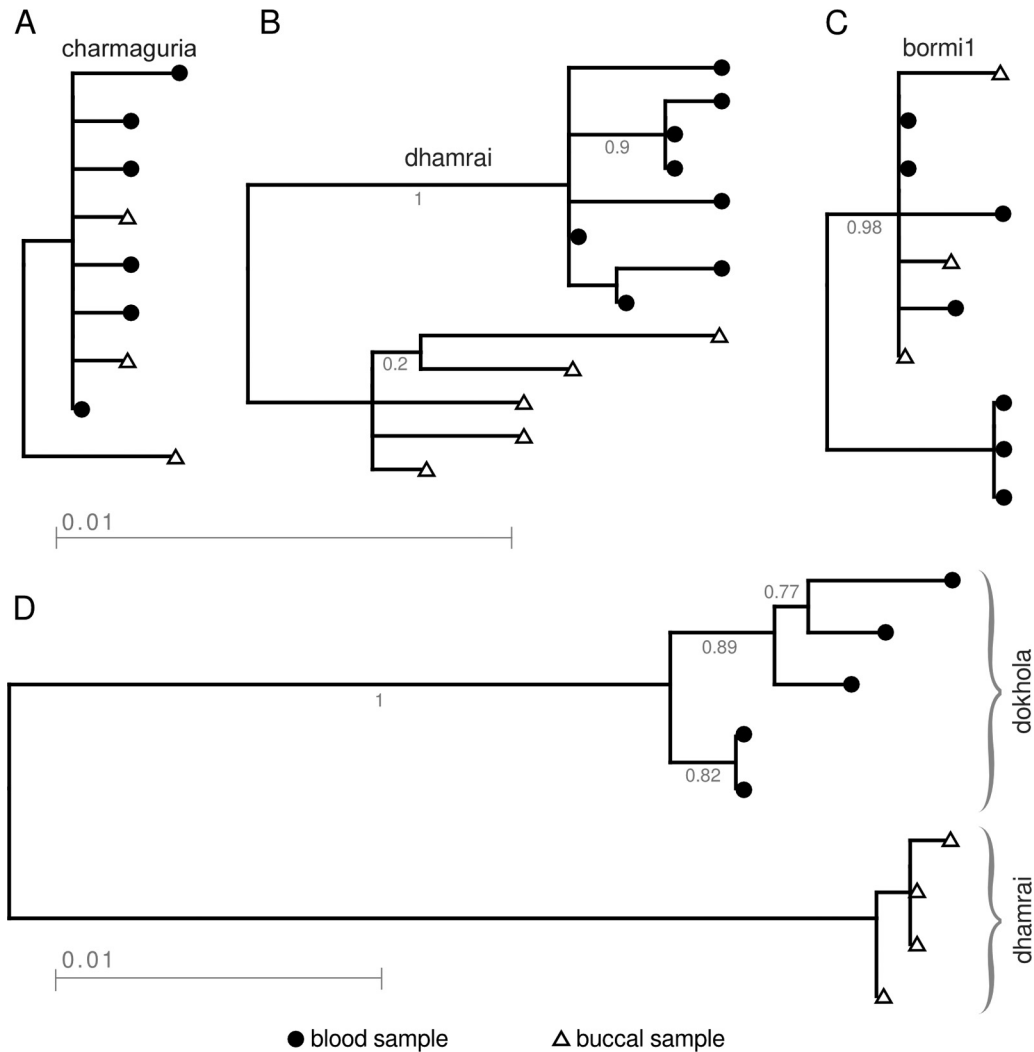 A
B
C
charmaguria
bormi1
dhamrai
0.9
1
0.98
0.2
0.01
D
0.77
0.89
1
0.82
dokhola
dhamrai
0.01
blood sample
buccal sample